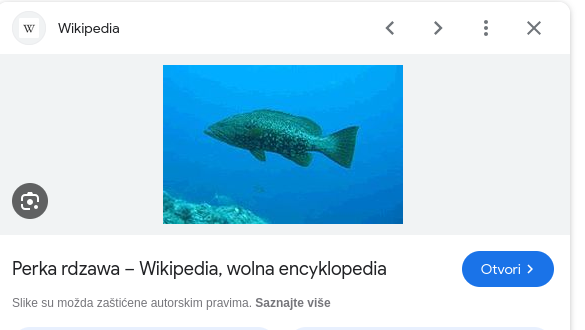 W Wikipedia
Perka rdzawa – Wikipedia, wolna encyklopedia
Otvori
Slike su možda zaštićene autorskim pravima. Saznajte više